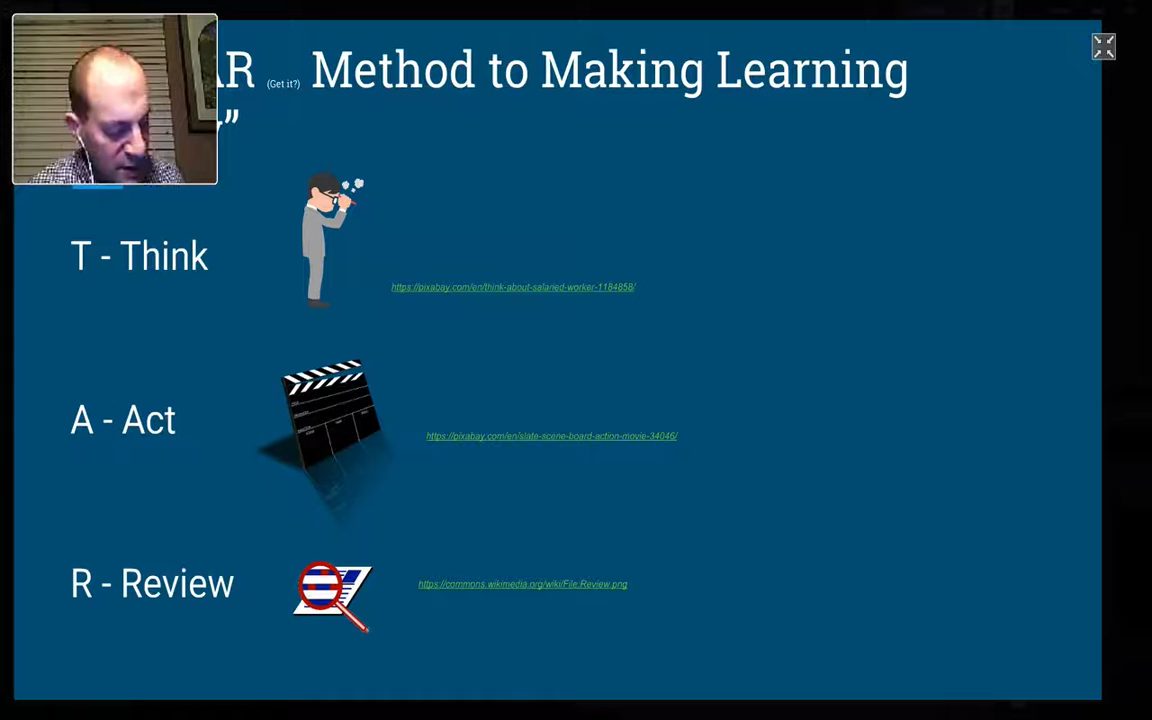 AR (Get it?) Method to Making Learning
”
T - Think
https://pixabay.com/en/think-about-salaried-worker-1184858/
A - Act
https://pixabay.com/en/slate-scene-board-action-movie-34046/
R - Review
https://commons.wikimedia.org/wiki/File:Review.png